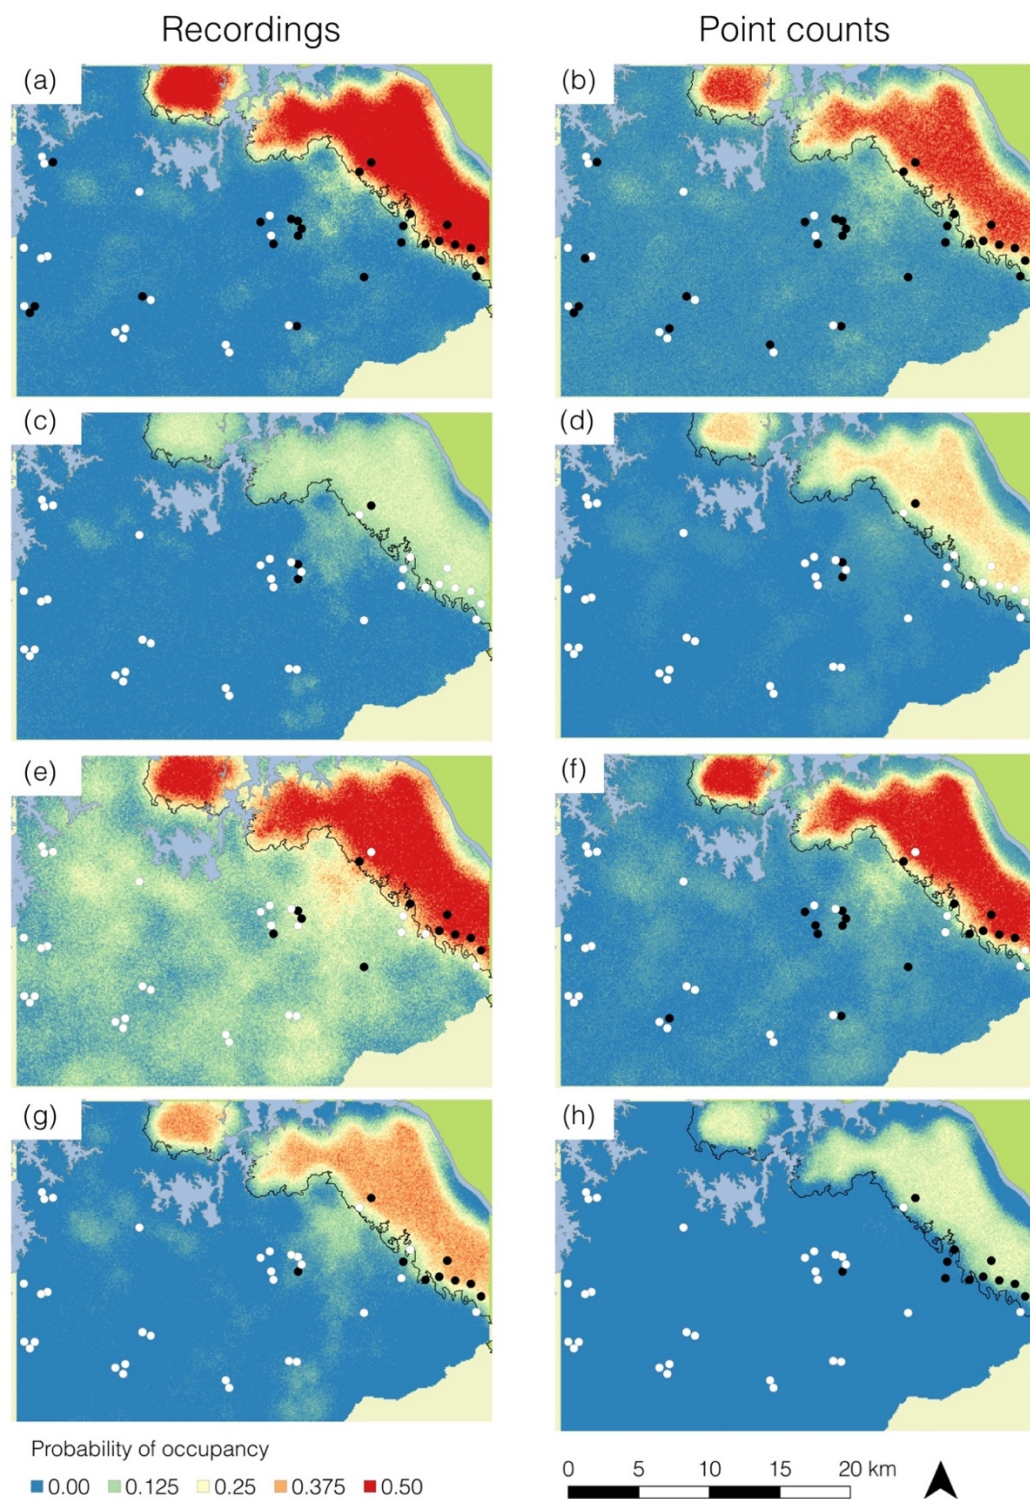 Recordings Point counts
(a) (b)
(c) (d)
(e) (f)
(g) (h)
Probability of occupancy
0.00 0.125 0.25 0.375 0.50
0 5 10 15 20 km